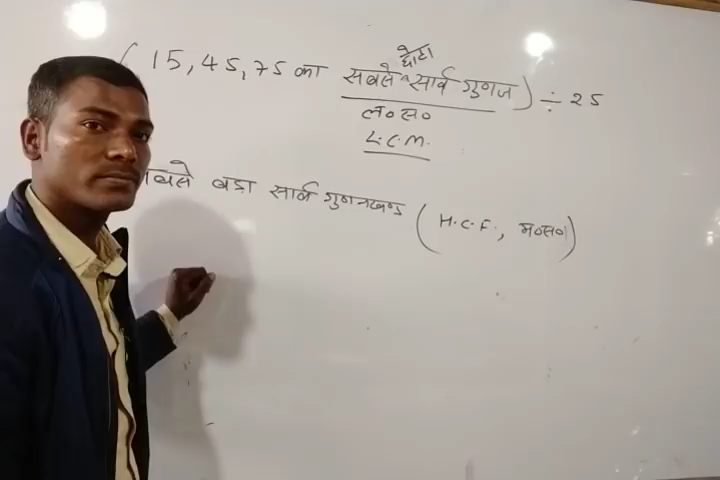 छोटा
( 15, 45, 75 का सबसे ^ सार्व गुणज ) ÷ 25
ल०स०
L.C.M.
सबसे बड़ा सार्व गुणनखण्ड ( H.C.F., म०स० )